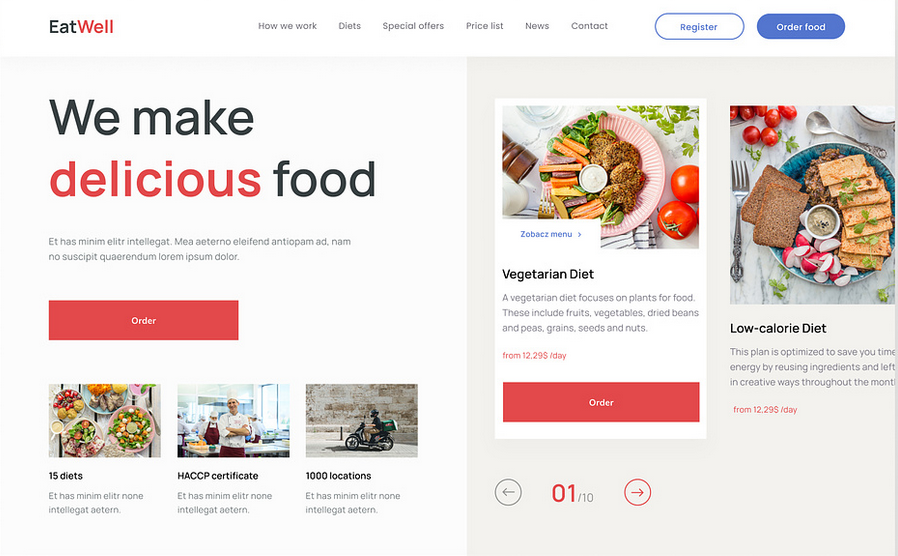 EatWell
How we work
Diets
Special offers
Price list
News
Contact
Register
Order food
We make
delicious food
Et has minim elitr intellegat. Mea aeterno eleifend antiopam ad, nam
no suscipit quaerendum lorem ipsum dolor.
Order
15 diets
Et has minim elitr none
intellegat aetern.
HACCP certificate
Et has minim elitr none
intellegat aetern.
1000 locations
Et has minim elitr none
intellegat aetern.
Zobacz menu >
Vegetarian Diet
A vegetarian diet focuses on plants for food.
These include fruits, vegetables, dried beans
and peas, grains, seeds and nuts.
from 12,29$ /day
Order
01/10
Low-calorie Diet
This plan is optimized to save you time
energy by reusing ingredients and left
in creative ways throughout the mont
from 12,29$ /day